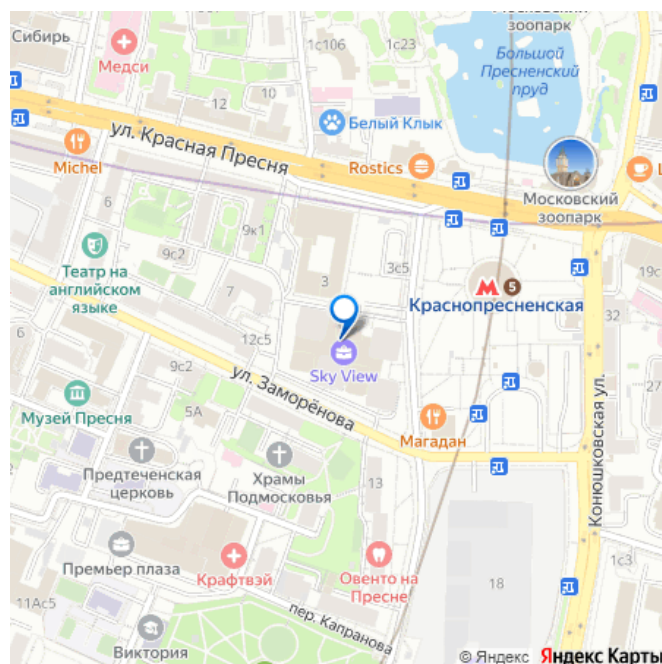 Сибирь
Медси
1с106
1с23
Московский
зоопарк
Большой
Пресненский
пруд
12
10
Белый Клык
ул. Красная Пресня
Michel
Rostics
6
Московский
зоопарк
9к1
9с2
3с5
19с
Театр на
английском
языке
7
3
5
Краснопресненская
32
12с5
6
9с2
Sky View
ул. Заморёнова
Музей Пресня
5А
Магадан
Конюшковская ул.
Предтеченская
церковь
Храмы
Подмосковья
13
Премьер плаза
Крафтвэй
Овенто на
Пресне
18
1с3
11Ас5
пер. Капранова
Виктория
© Яндекс Яндекс Карты